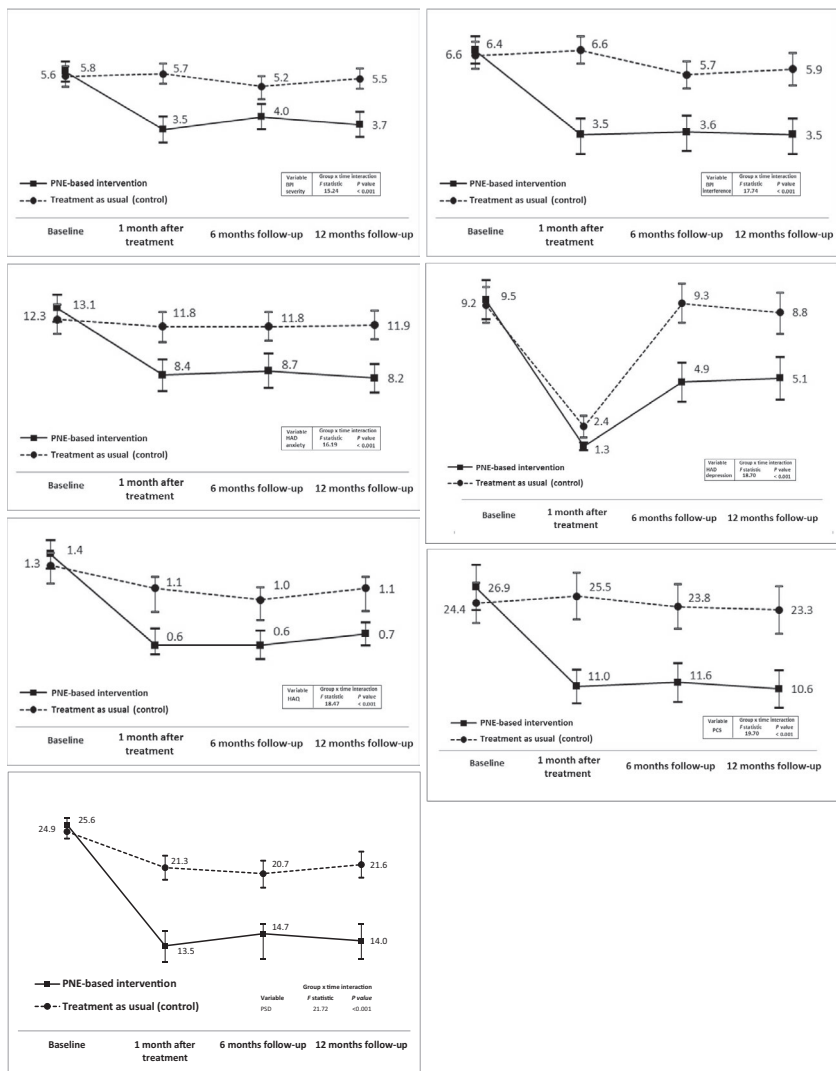 5.6
5.8
5.7
5.2
5.5
3.5
4.0
3.7
PNE-based intervention
Treatment as usual (control)
Variable Group x time interaction
BPI F statistic P value
severity 15.24 < 0.001
Baseline 1 month after treatment 6 months follow-up 12 months follow-up
6.6
6.4
6.6
5.7
5.9
3.5
3.6
3.5
PNE-based intervention
Treatment as usual (control)
Variable Group x time interaction
BPI F statistic P value
interference 17.74 < 0.001
Baseline 1 month after treatment 6 months follow-up 12 months follow-up
12.3
13.1
11.8
11.8
11.9
8.4
8.7
8.2
PNE-based intervention
Treatment as usual (control)
Variable Group x time interaction
HAD F statistic P value
anxiety 16.19 < 0.001
Baseline 1 month after treatment 6 months follow-up 12 months follow-up
9.2
9.5
9.3
8.8
2.4
4.9
5.1
1.3
PNE-based intervention
Treatment as usual (control)
Variable Group x time interaction
HAD F statistic P value
depression 18.70 < 0.001
Baseline 1 month after treatment 6 months follow-up 12 months follow-up
1.3
1.4
1.1
1.0
1.1
0.6
0.6
0.7
PNE-based intervention
Treatment as usual (control)
Variable Group x time interaction
HAQ F statistic P value
18.47 < 0.001
Baseline 1 month after treatment 6 months follow-up 12 months follow-up
24.4
26.9
25.5
23.8
23.3
11.0
11.6
10.6
PNE-based intervention
Treatment as usual (control)
Variable Group x time interaction
PCS F statistic P value
19.70 < 0.001
Baseline 1 month after treatment 6 months follow-up 12 months follow-up
24.9
25.6
21.3
20.7
21.6
13.5
14.7
14.0
PNE-based intervention
Treatment as usual (control)
Group x time interaction
Variable F statistic P value
PSD 21.72 <0.001
Baseline 1 month after treatment 6 months follow-up 12 months follow-up